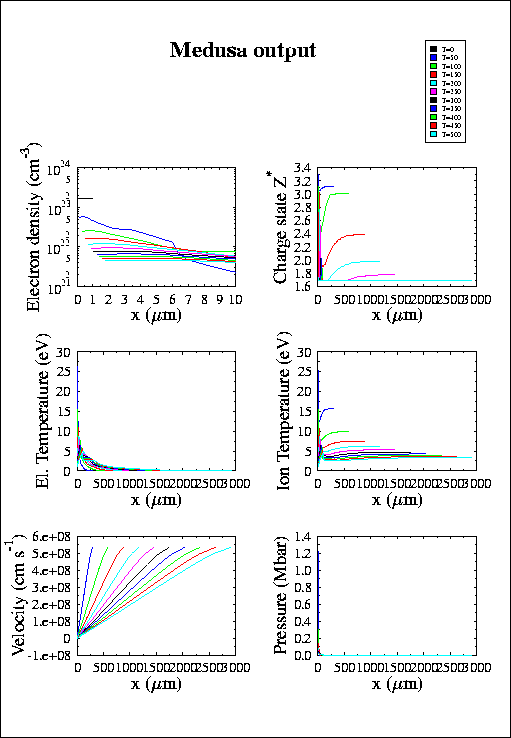 Medusa output
T=0
T=50
T=100
T=150
T=200
T=250
T=300
T=350
T=400
T=450
T=500
Electron density (cm-3)
10^24
5
10^23
5
10^22
5
10^21
0 1 2 3 4 5 6 7 8 9 10
x (μm)
Charge state Z*
3.4
3.2
3.0
2.8
2.6
2.4
2.2
2.0
1.8
1.6
0 500 1000 1500 2000 2500 3000
x (μm)
El. Temperature (eV)
30
25
20
15
10
5
0
0 500 1000 1500 2000 2500 3000
x (μm)
Ion Temperature (eV)
30
25
20
15
10
5
0
0 500 1000 1500 2000 2500 3000
x (μm)
Velocity (cm s-1)
6.e+08
5.e+08
4.e+08
3.e+08
2.e+08
1.e+08
0
-1.e+08
0 500 1000 1500 2000 2500 3000
x (μm)
Pressure (Mbar)
1.4
1.2
1.0
0.8
0.6
0.4
0.2
0.0
0 500 1000 1500 2000 2500 3000
x (μm)